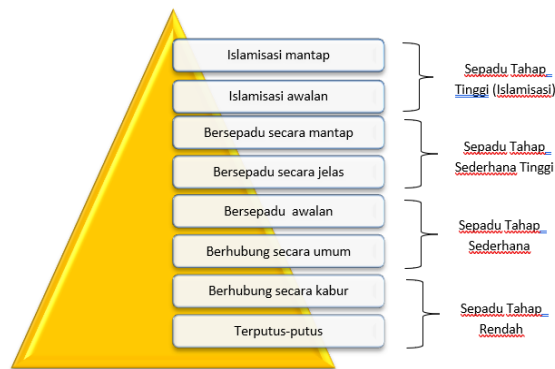 Islamisasi mantap
Islamisasi awalan
Sepadu Tahap
Tinggi (Islamisasi)
Bersepadu secara mantap
Bersepadu secara jelas
Sepadu Tahap
Sederhana Tinggi
Bersepadu awalan
Berhubung secara umum
Sepadu Tahap
Sederhana
Berhubung secara kabur
Terputus-putus
Sepadu Tahap
Rendah